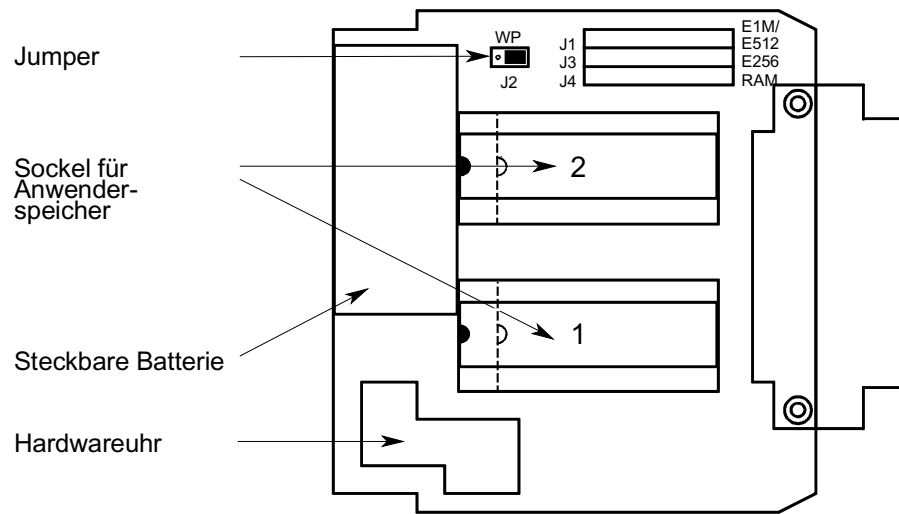 Jumper
Sockel für
Anwender-
speicher
Steckbare Batterie
Hardwareuhr
WP
J2
J1
J3
J4
E1M/
E512
E256
RAM
2
1